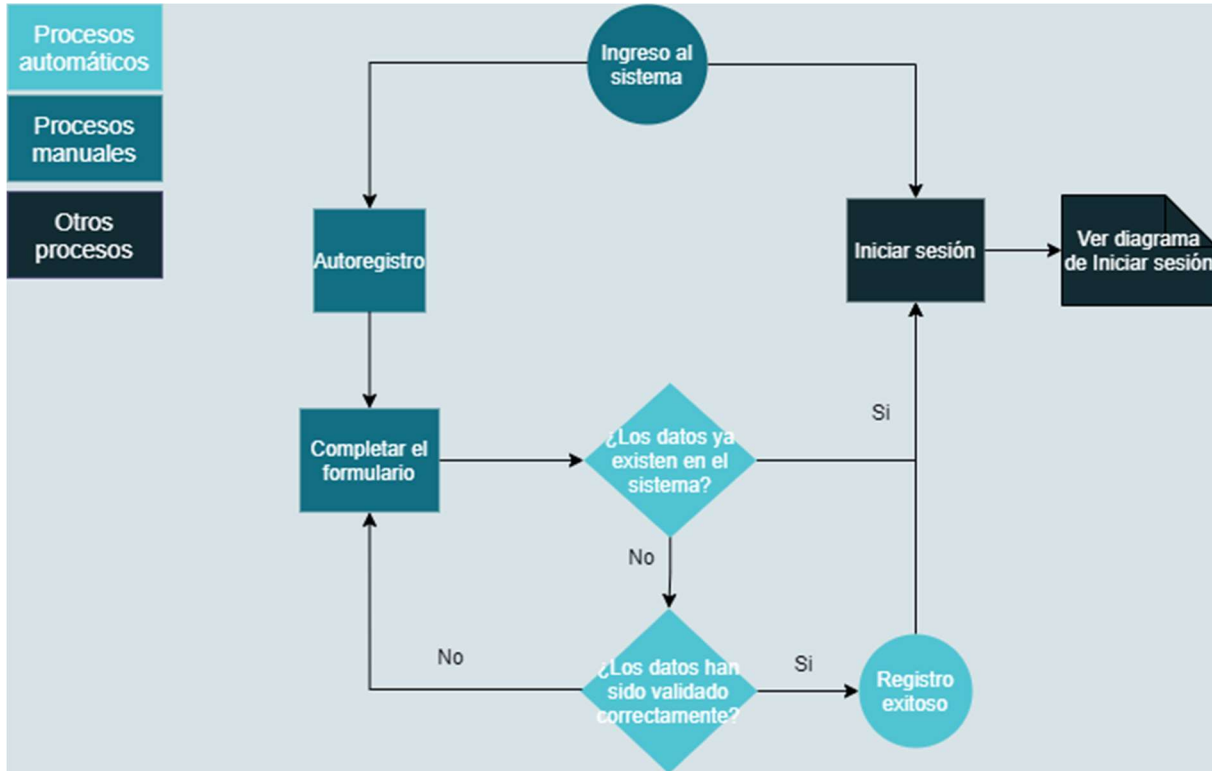 Procesos
automáticos
Procesos
manuales
Otros
procesos
Ingreso al
sistema
Autoregistro
Iniciar sesión
Ver diagrama
de Iniciar sesión
Completar el
formulario
¿Los datos ya
existen en el
sistema?
Si
No
¿Los datos han
sido validado
correctamente?
No
Si
Registro
exitoso